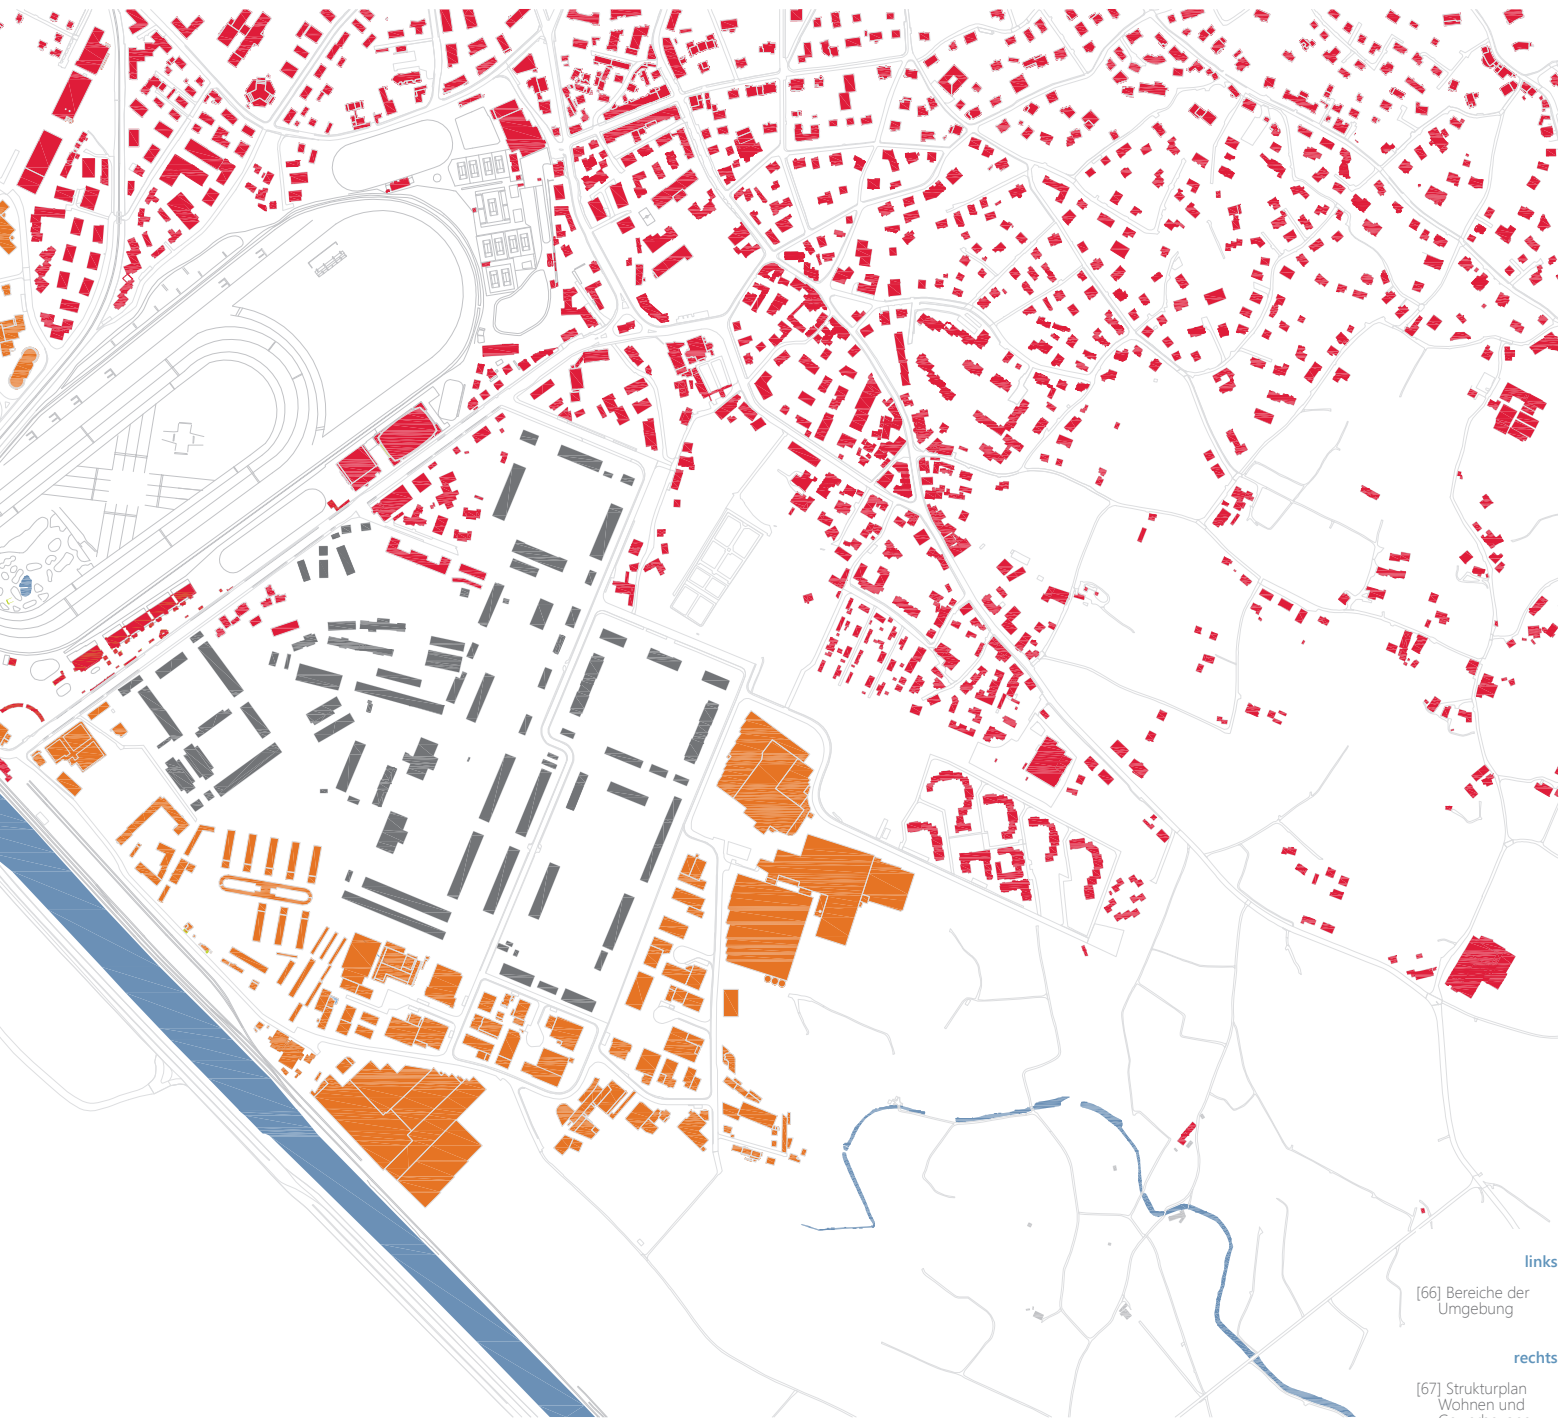 links
[66] Bereiche der
Umgebung
rechts
[67] Strukturplan
Wohnen und